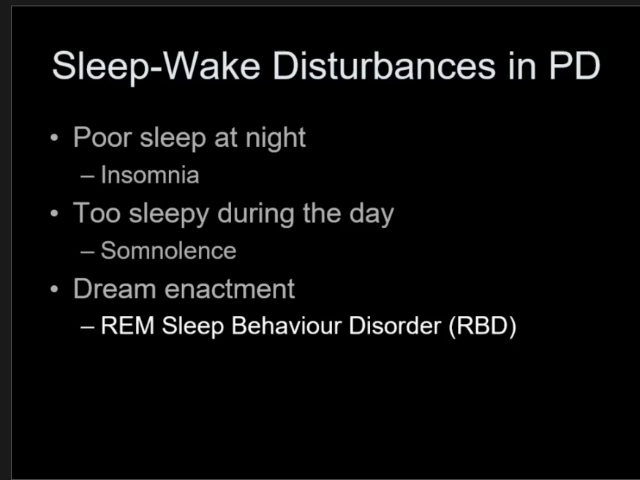 Sleep-Wake Disturbances in PD
• Poor sleep at night
– Insomnia
• Too sleepy during the day
– Somnolence
• Dream enactment
– REM Sleep Behaviour Disorder (RBD)